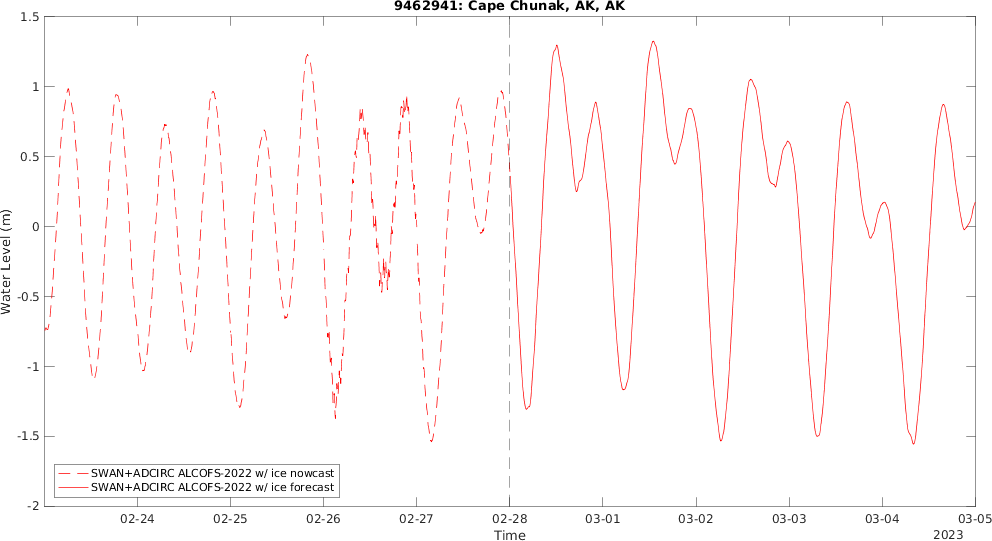 9462941: Cape Chunak, AK, AK
1.5
1
0.5
0
-0.5
-1
-1.5
-2
Water Level (m)
SWAN+ADCIRC ALCOFS-2022 w/ ice nowcast
SWAN+ADCIRC ALCOFS-2022 w/ ice forecast
02-24 02-25 02-26 02-27 02-28 03-01 03-02 03-03 03-04 03-05
Time
2023